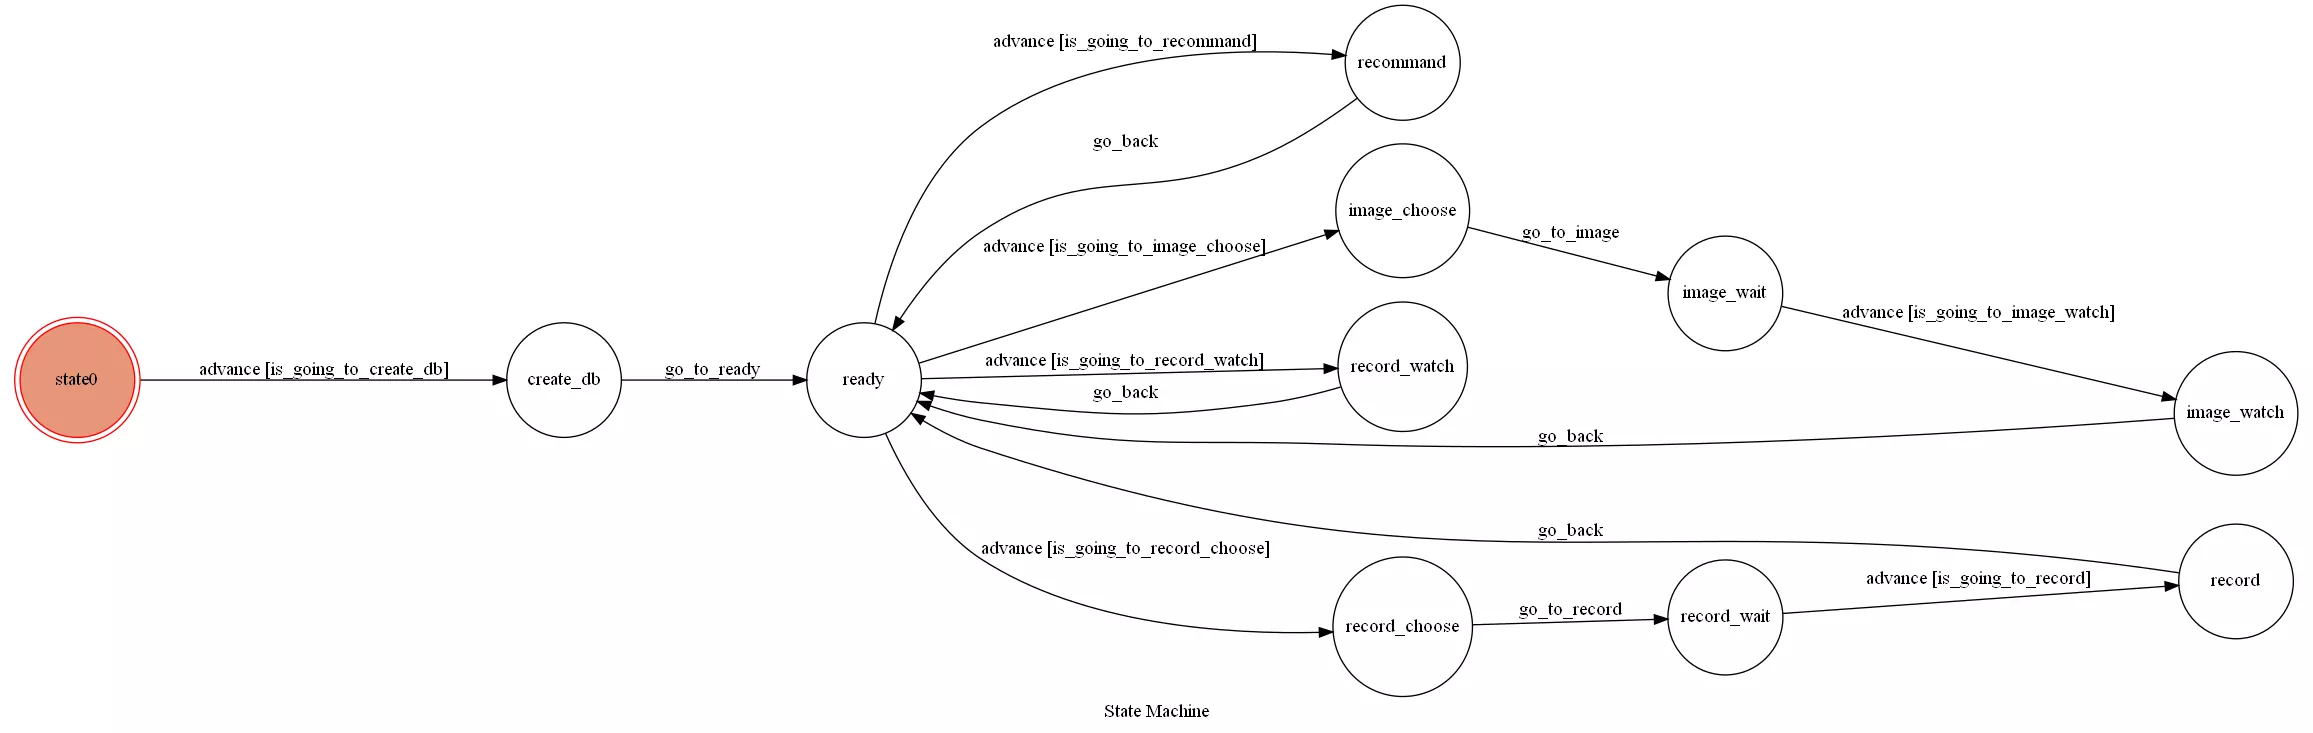 advance [is_going_to_recommand]
recommand
go_back
image_choose
go_to_image
advance [is_going_to_image_choose]
image_wait
advance [is_going_to_image_watch]
state0
advance [is_going_to_create_db]
create_db
go_to_ready
ready
advance [is_going_to_record_watch]
record_watch
go_back
image_watch
go_back
go_back
advance [is_going_to_record_choose]
record_choose
go_to_record
record_wait
advance [is_going_to_record]
record
State Machine